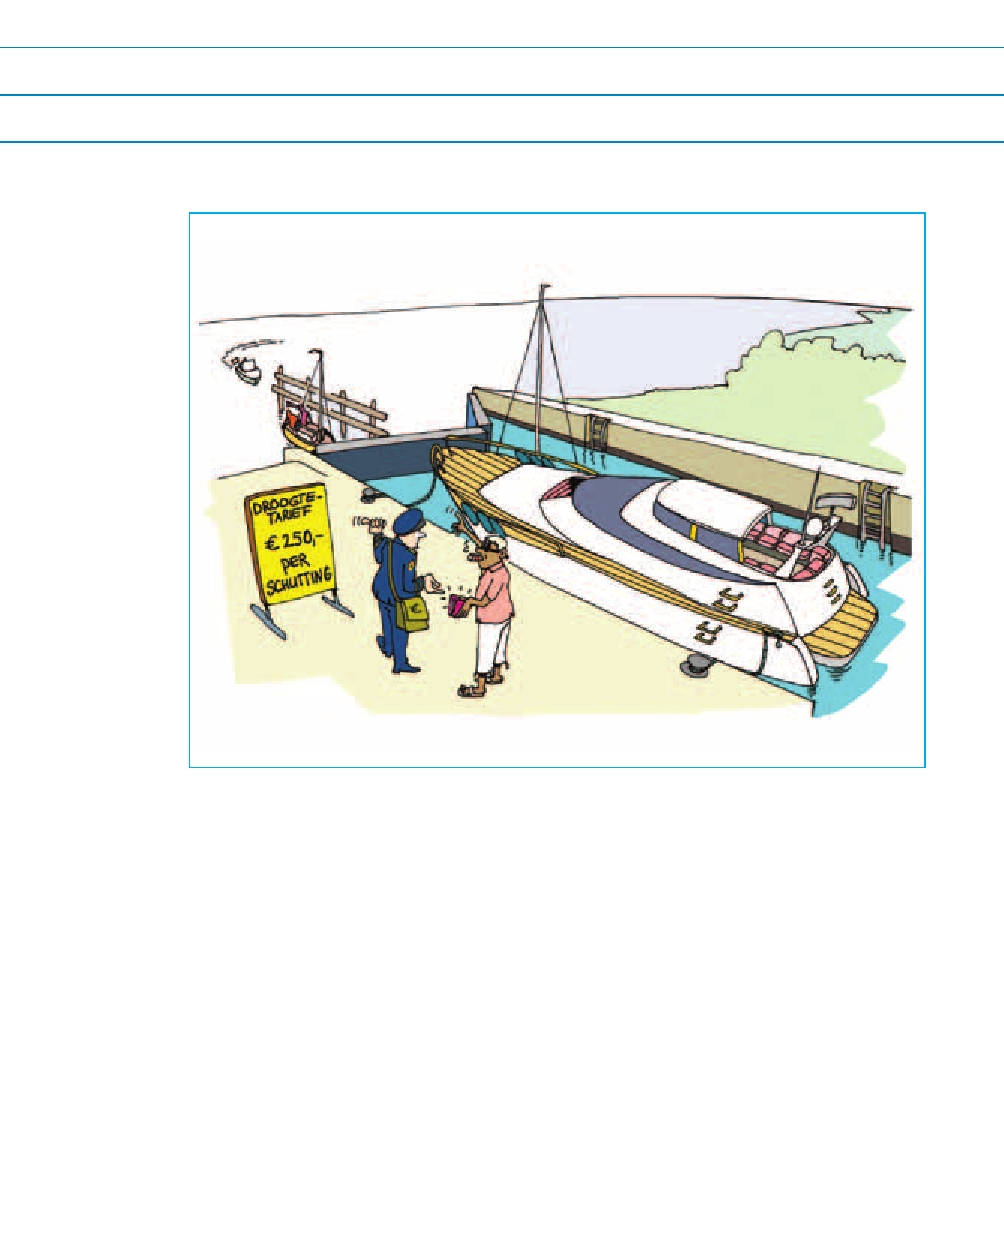 DROOGTE-
TARIEF
€ 250,-
PER
SCHUTTING
€